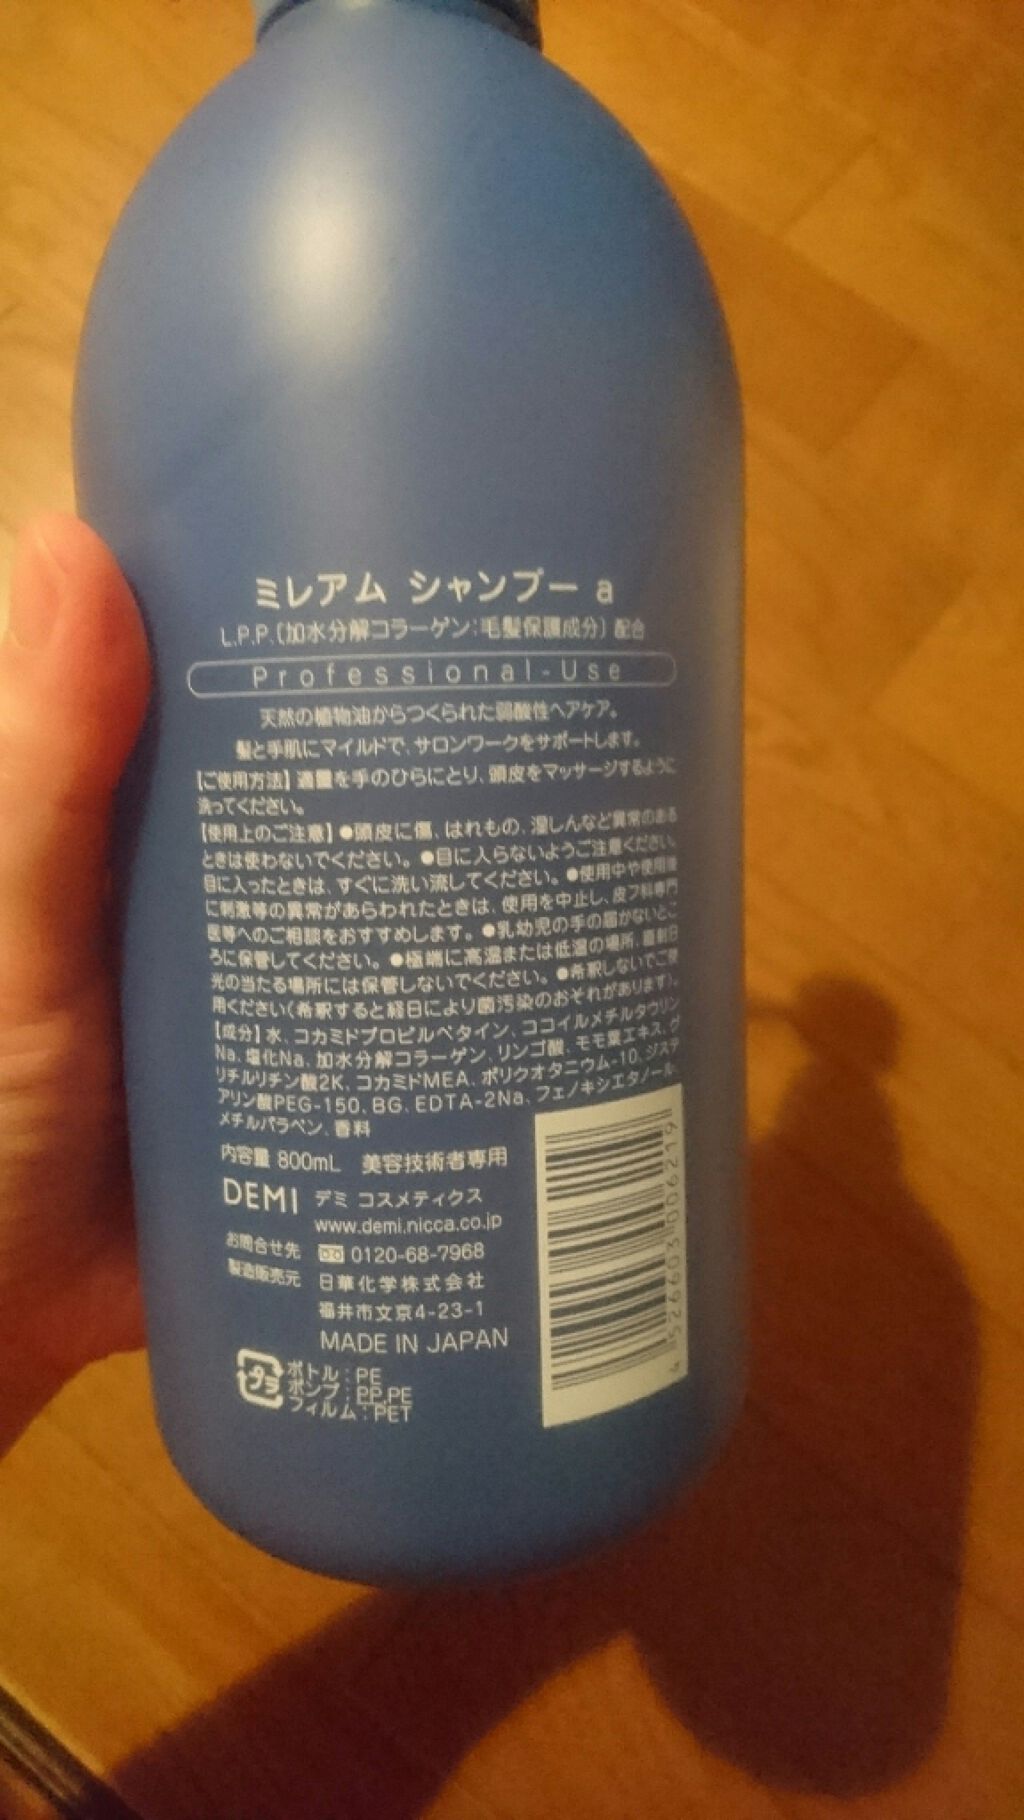 ミレアム シャンプー a
L.P.P.(加水分解コラーゲン:毛髪保護成分)配合
Professional-Use
天然の植物油からつくられた弱酸性ヘアケア。
髪と手肌にマイルドで、サロンワークをサポートします。
【ご使用方法】適量を手のひらにとり、頭皮をマッサージするように
洗ってください。
【使用上のご注意】●頭皮に傷、はれもの、湿しんなど異常のある
ときは使わないでください。●目に入らないようご注意ください。
目に入ったときは、すぐに洗い流してください。●使用中や使用後
に刺激等の異常があらわれたときは、使用を中止し、皮フ科専門
医等へのご相談をおすすめします。●乳幼児の手の届かないとこ
ろに保管してください。●極端に高温または低温の場所、直射日
光の当たる場所には保管しないでください。●希釈しないでご使
用ください(希釈すると経日により菌汚染のおそれがあります)。
【成分】水、コカミドプロピルベタイン、ココイルメチルタウリン
Na、塩化Na、加水分解コラーゲン、リンゴ酸、モモ葉エキス、グ
リチルリチン酸2K、コカミドMEA、ポリクオタニウム-10、ジステ
アリン酸PEG-150、BG、EDTA-2Na、フェノキシエタノール、
メチルパラベン、香料
内容量 800mL 美容技術者専用
DEMI デミ コスメティクス
www.demi.nicca.co.jp
お問合せ先 0120-68-7968
製造販売元 日華化学株式会社
福井市文京4-23-1
MADE IN JAPAN
プラ
ボトル:PE
ポンプ:PP,PE
フィルム:PET
4526603006219